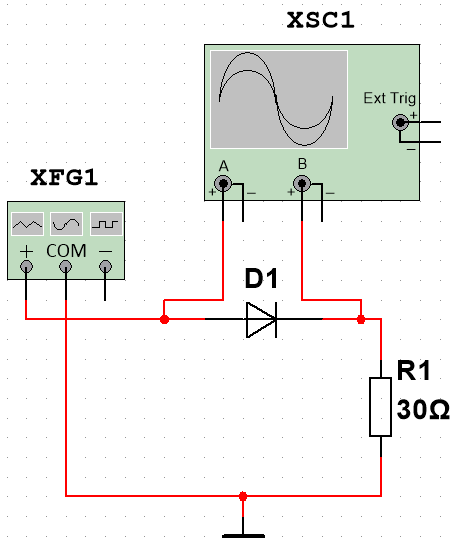 XSC1
Ext Trig
+
−
A
B
+ −
+ −
XFG1
+ COM −
D1
R1
30Ω